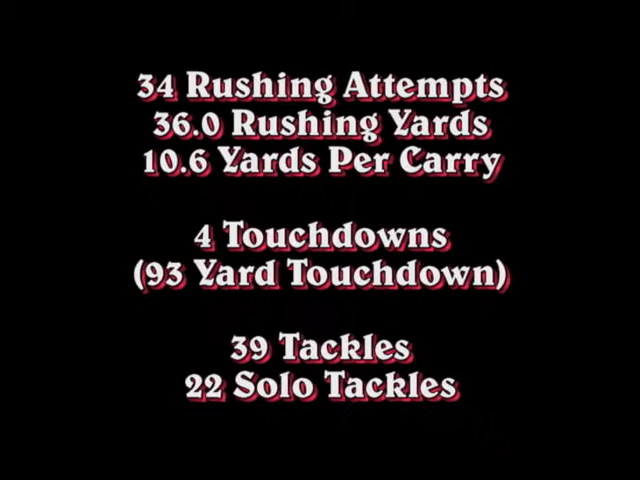 34 Rushing Attempts
36.0 Rushing Yards
10.6 Yards Per Carry
4 Touchdowns
(93 Yard Touchdown)
39 Tackles
22 Solo Tackles